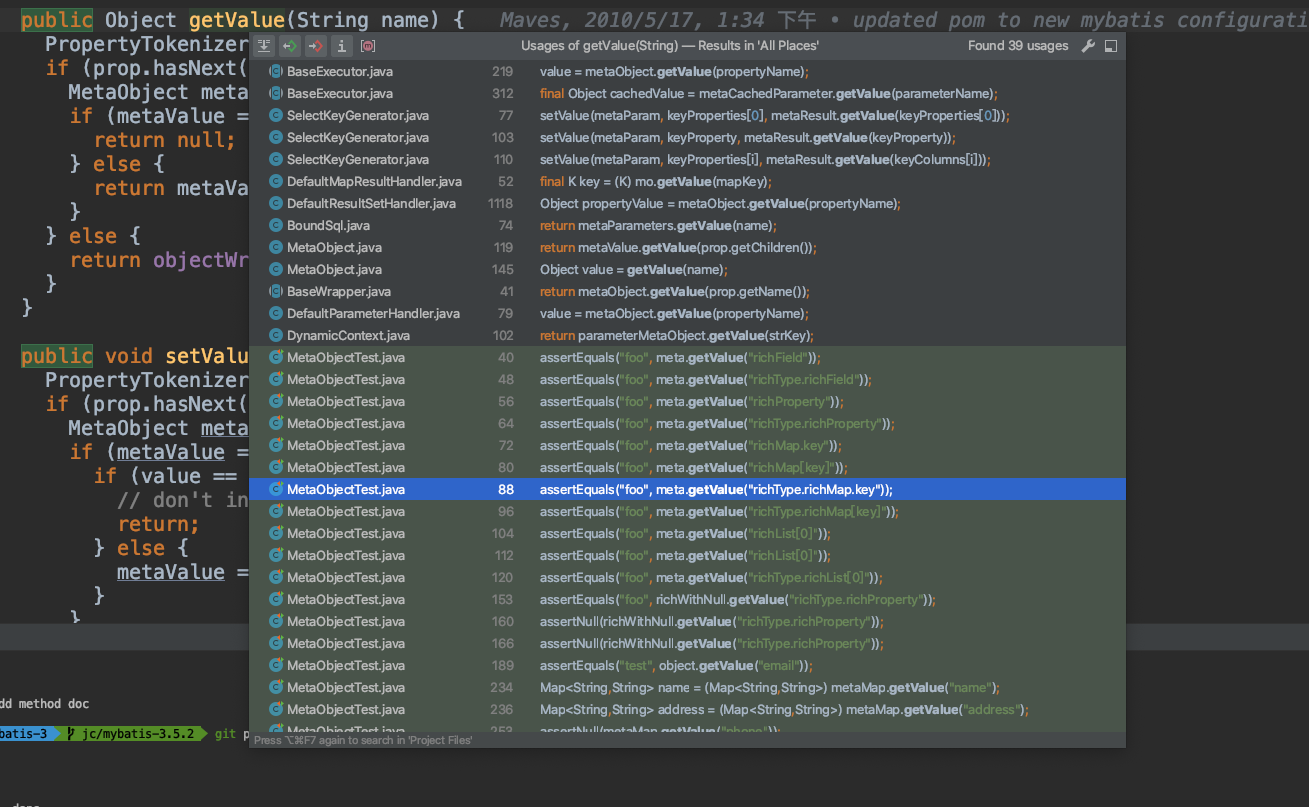 public Object getValue(String name) {   Maves, 2010/5/17, 1:34 下午 • updated pom to new mybatis configurati
PropertyTokenizer
if (prop.hasNext(
MetaObject meta
if (metaValue =
return null;
} else {
return metaVa
}
} else {
return objectWr
}
}
public void setValu
PropertyTokenizer
if (prop.hasNext(
MetaObject meta
if (metaValue =
if (value ==
// don't in
return;
} else {
metaValue =
}
}
Usages of getValue(String) — Results in 'All Places'   Found 39 usages
BaseExecutor.java 219 value = metaObject.getValue(propertyName);
BaseExecutor.java 312 final Object cachedValue = metaCachedParameter.getValue(parameterName);
SelectKeyGenerator.java 77 setValue(metaParam, keyProperties[0], metaResult.getValue(keyProperties[0]));
SelectKeyGenerator.java 103 setValue(metaParam, keyProperty, metaResult.getValue(keyProperty));
SelectKeyGenerator.java 110 setValue(metaParam, keyProperties[i], metaResult.getValue(keyColumns[i]));
DefaultMapResultHandler.java 52 final K key = (K) mo.getValue(mapKey);
DefaultResultSetHandler.java 1118 Object propertyValue = metaObject.getValue(propertyName);
BoundSql.java 74 return metaParameters.getValue(name);
MetaObject.java 119 return metaValue.getValue(prop.getChildren());
MetaObject.java 145 Object value = getValue(name);
BaseWrapper.java 41 return metaObject.getValue(prop.getName());
DefaultParameterHandler.java 79 value = metaObject.getValue(propertyName);
DynamicContext.java 102 return parameterMetaObject.getValue(strKey);
MetaObjectTest.java 40 assertEquals("foo", meta.getValue("richField"));
MetaObjectTest.java 48 assertEquals("foo", meta.getValue("richType.richField"));
MetaObjectTest.java 56 assertEquals("foo", meta.getValue("richProperty"));
MetaObjectTest.java 64 assertEquals("foo", meta.getValue("richType.richProperty"));
MetaObjectTest.java 72 assertEquals("foo", meta.getValue("richMap.key"));
MetaObjectTest.java 80 assertEquals("foo", meta.getValue("richMap[key]"));
MetaObjectTest.java 88 assertEquals("foo", meta.getValue("richType.richMap.key"));
MetaObjectTest.java 96 assertEquals("foo", meta.getValue("richType.richMap[key]"));
MetaObjectTest.java 104 assertEquals("foo", meta.getValue("richList[0]"));
MetaObjectTest.java 112 assertEquals("foo", meta.getValue("richList[0]"));
MetaObjectTest.java 120 assertEquals("foo", meta.getValue("richType.richList[0]"));
MetaObjectTest.java 153 assertEquals("foo", richWithNull.getValue("richType.richProperty"));
MetaObjectTest.java 160 assertNull(richWithNull.getValue("richType.richProperty"));
MetaObjectTest.java 166 assertNull(richWithNull.getValue("richType.richProperty"));
MetaObjectTest.java 189 assertEquals("test", object.getValue("email"));
MetaObjectTest.java 234 Map<String,String> name = (Map<String,String>) metaMap.getValue("name");
MetaObjectTest.java 236 Map<String,String> address = (Map<String,String>) metaMap.getValue("address");
MetaObjectTest.java 253 assertNull(metaMap.getValue("phone"));
Press ⌥⌘F7 again to search in 'Project Files'
dd method doc
batis-3 jc/mybatis-3.5.2 git p